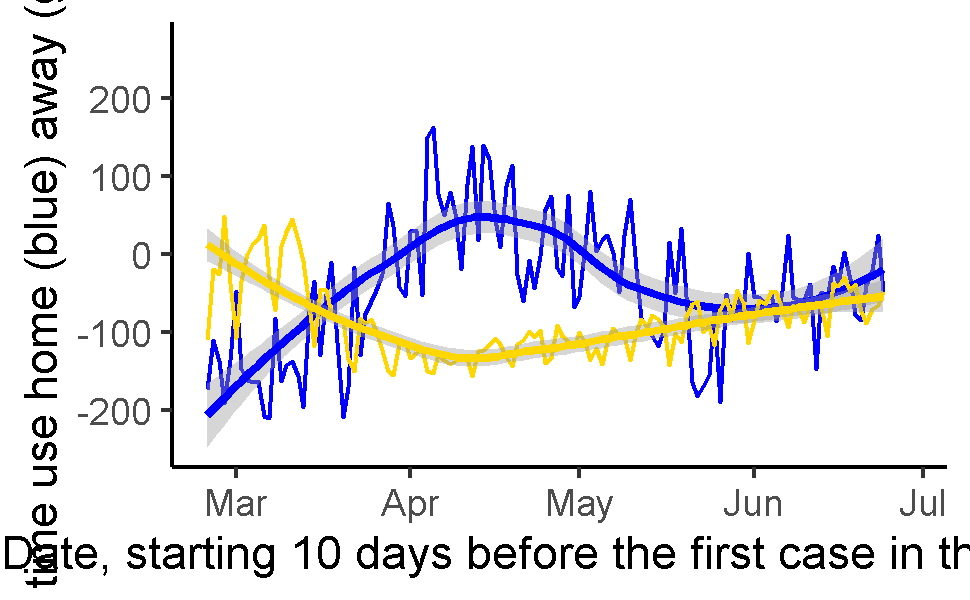 time use home (blue) away (
200
100
0
-100
-200
Mar Apr May Jun Jul
Date, starting 10 days before the first case in